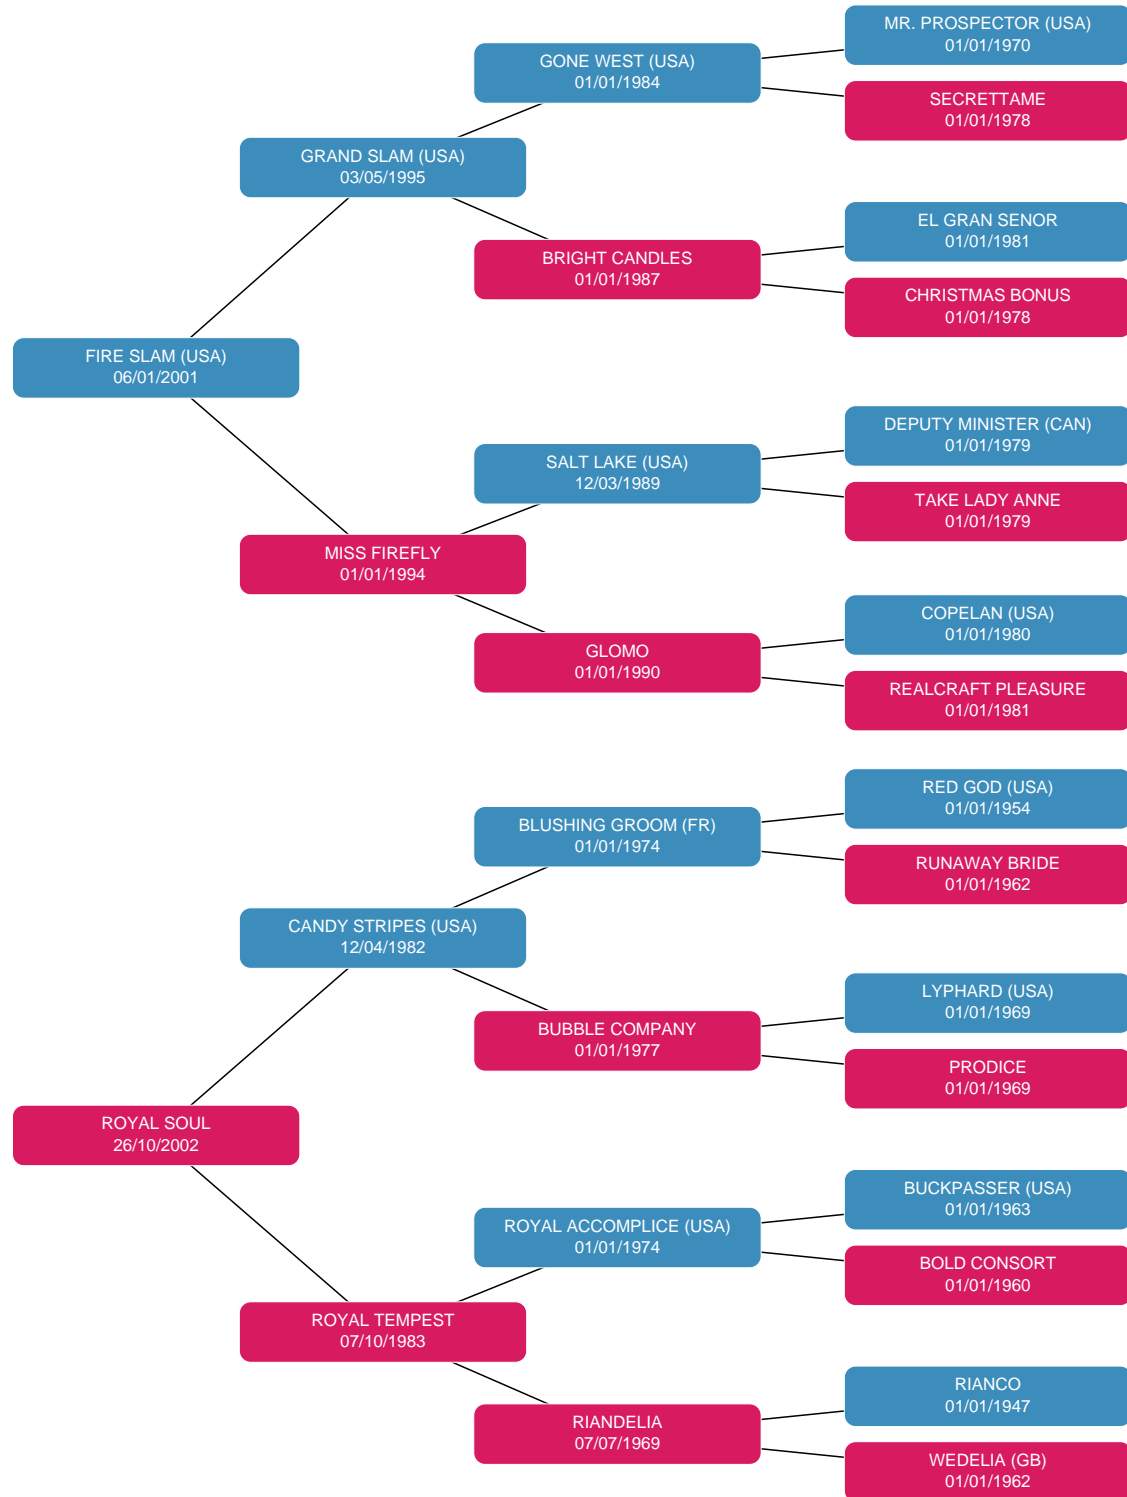 MR. PROSPECTOR (USA)
01/01/1970
GONE WEST (USA)
01/01/1984
SECRETTAME
01/01/1978
GRAND SLAM (USA)
03/05/1995
EL GRAN SENOR
01/01/1981
BRIGHT CANDLES
01/01/1987
CHRISTMAS BONUS
01/01/1978
FIRE SLAM (USA)
06/01/2001
DEPUTY MINISTER (CAN)
01/01/1979
SALT LAKE (USA)
12/03/1989
TAKE LADY ANNE
01/01/1979
MISS FIREFLY
01/01/1994
COPELAN (USA)
01/01/1980
GLOMO
01/01/1990
REALCRAFT PLEASURE
01/01/1981
RED GOD (USA)
01/01/1954
BLUSHING GROOM (FR)
01/01/1974
RUNAWAY BRIDE
01/01/1962
CANDY STRIPES (USA)
12/04/1982
LYPHARD (USA)
01/01/1969
BUBBLE COMPANY
01/01/1977
PRODICE
01/01/1969
ROYAL SOUL
26/10/2002
BUCKPASSER (USA)
01/01/1963
ROYAL ACCOMPLICE (USA)
01/01/1974
BOLD CONSORT
01/01/1960
ROYAL TEMPEST
07/10/1983
RIANCO
01/01/1947
RIANDELIA
07/07/1969
WEDELIA (GB)
01/01/1962